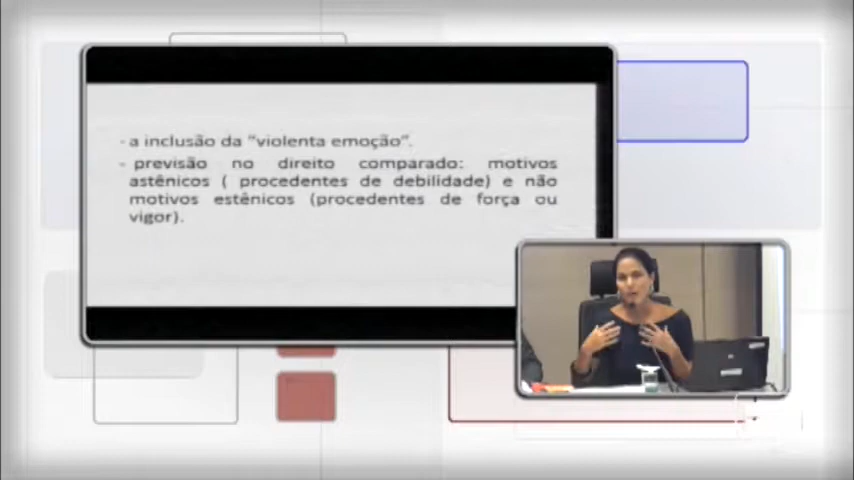 - a inclusão da "violenta emoção".
- previsão no direito comparado: motivos
astênicos ( procedentes de debilidade) e não
motivos estênicos (procedentes de força ou
vigor).